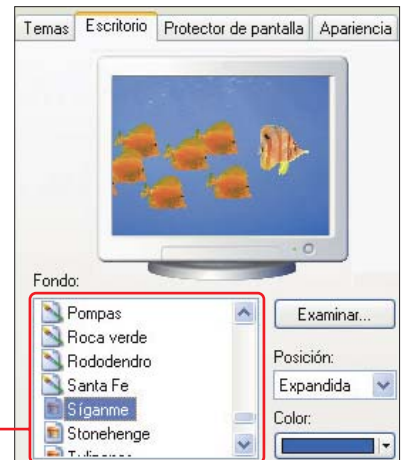 Temas Escritorio Protector de pantalla Apariencia
Fondo:
Pompas
Roca verde
Rododendro
Santa Fe
Síganme
Stonehenge
Examinar...
Posición:
Expandida
Color: